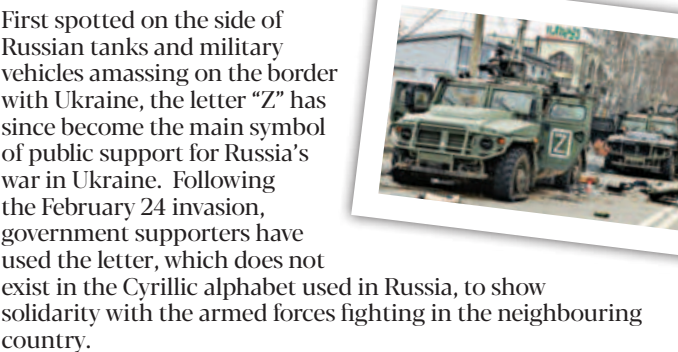 First spotted on the side of
Russian tanks and military
vehicles amassing on the border
with Ukraine, the letter “Z” has
since become the main symbol
of public support for Russia’s
war in Ukraine.  Following
the February 24 invasion,
government supporters have
used the letter, which does not
exist in the Cyrillic alphabet used in Russia, to show
solidarity with the armed forces fighting in the neighbouring
country.
Z